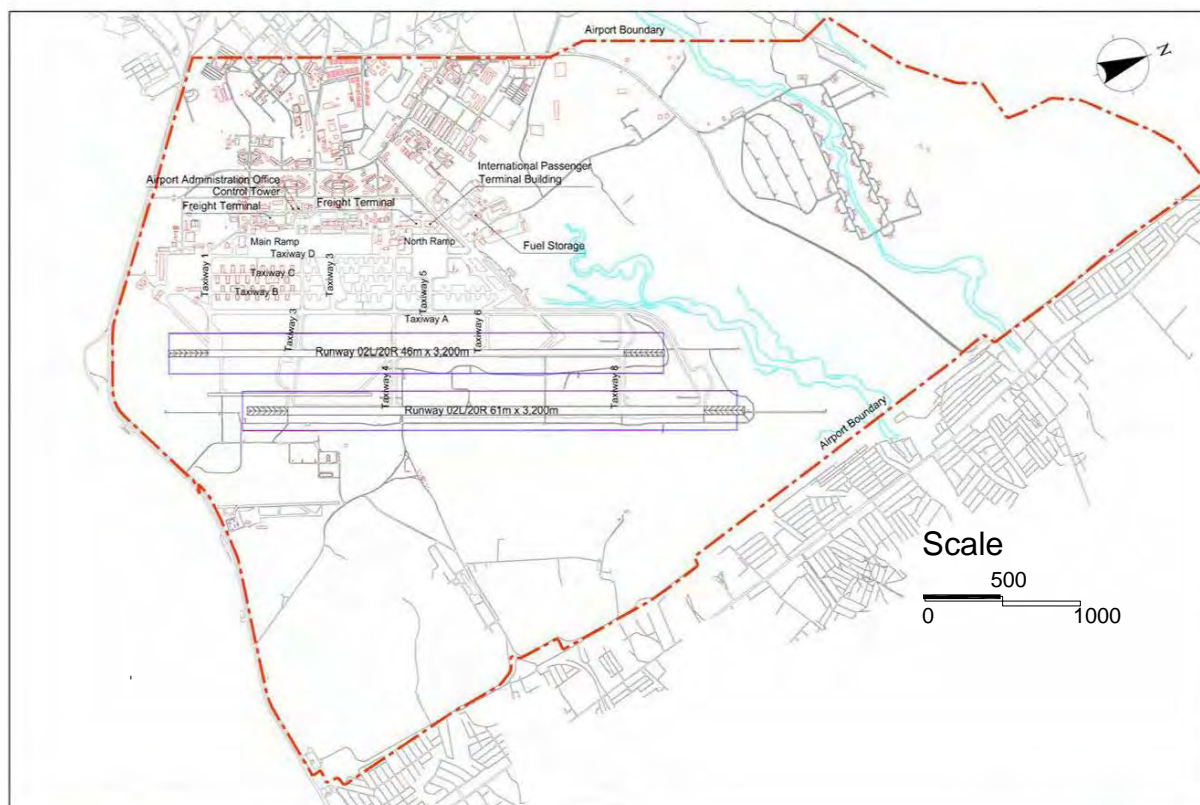 Airport Boundary
N
International Passenger
Terminal Building
Airport Administration Office
Control Tower
Freight Terminal
Freight Terminal
Main Ramp
North Ramp
Fuel Storage
Taxiway D
Taxiway 1
Taxiway C
Taxiway 3
Taxiway B
Taxiway 5
Taxiway A
Taxiway 3
Taxiway 6
Runway 02L/20R 46m x 3,200m
Taxiway 4
Taxiway 8
Runway 02L/20R 61m x 3,200m
Airport Boundary
Scale
500
0
1000